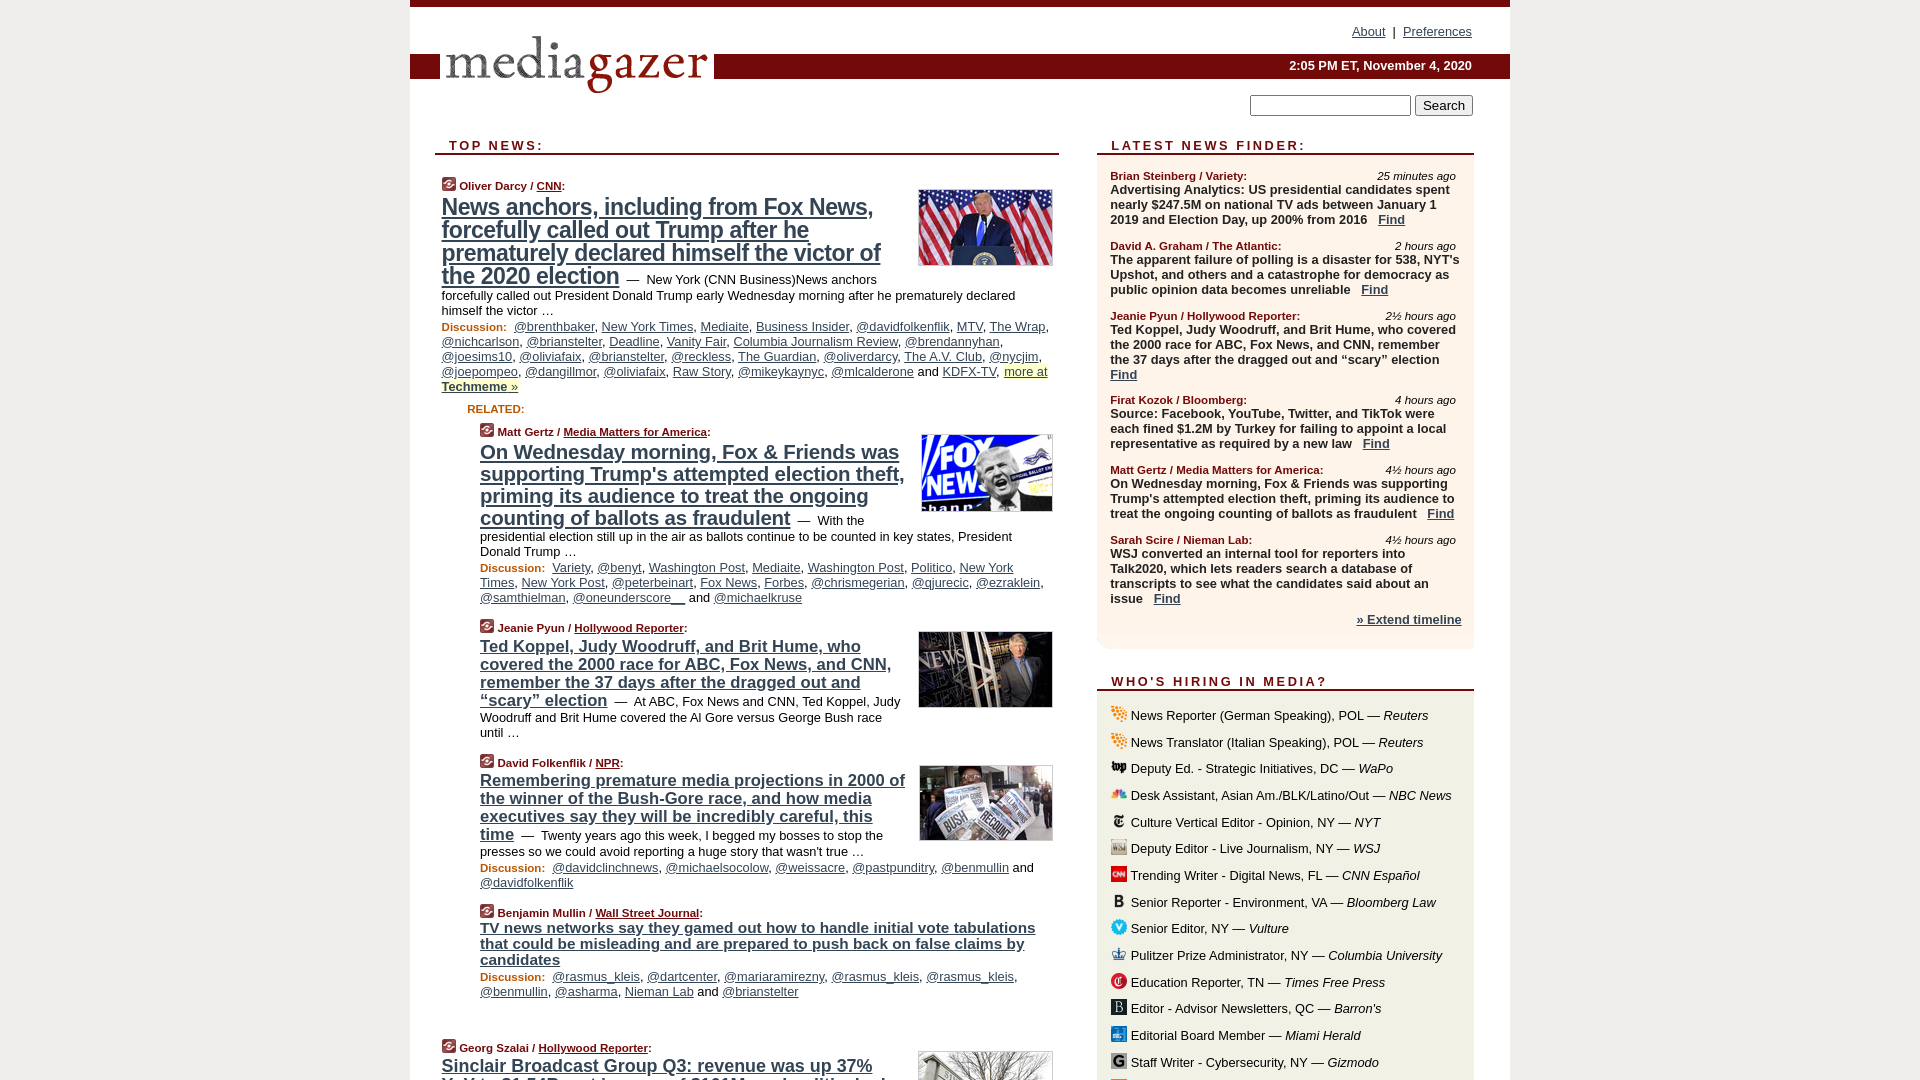 About | Preferences
mediagazer
2:05 PM ET, November 4, 2020
Search
TOP NEWS:
Oliver Darcy / CNN:
News anchors, including from Fox News,
forcefully called out Trump after he
prematurely declared himself the victor of
the 2020 election — New York (CNN Business)News anchors
forcefully called out President Donald Trump early Wednesday morning after he prematurely declared
himself the victor …
Discussion: @brenthbaker, New York Times, Mediaite, Business Insider, @davidfolkenflik, MTV, The Wrap,
@nichcarlson, @brianstelter, Deadline, Vanity Fair, Columbia Journalism Review, @brendannyhan,
@joesims10, @oliviafaix, @brianstelter, @reckless, The Guardian, @oliverdarcy, The A.V. Club, @nycjim,
@joepompeo, @dangillmor, @oliviafaix, Raw Story, @mikeykaynyc, @mlcalderone and KDFX-TV, more at
Techmeme »
RELATED:
Matt Gertz / Media Matters for America:
On Wednesday morning, Fox & Friends was
supporting Trump's attempted election theft,
priming its audience to treat the ongoing
counting of ballots as fraudulent — With the
presidential election still up in the air as ballots continue to be counted in key states, President
Donald Trump …
Discussion: Variety, @benyt, Washington Post, Mediaite, Washington Post, Politico, New York
Times, New York Post, @peterbeinart, Fox News, Forbes, @chrismegerian, @qjurecic, @ezraklein,
@samthielman, @oneunderscore__ and @michaelkruse
Jeanie Pyun / Hollywood Reporter:
Ted Koppel, Judy Woodruff, and Brit Hume, who
covered the 2000 race for ABC, Fox News, and CNN,
remember the 37 days after the dragged out and
“scary” election — At ABC, Fox News and CNN, Ted Koppel, Judy
Woodruff and Brit Hume covered the Al Gore versus George Bush race
until …
David Folkenflik / NPR:
Remembering premature media projections in 2000 of
the winner of the Bush-Gore race, and how media
executives say they will be incredibly careful, this
time — Twenty years ago this week, I begged my bosses to stop the
presses so we could avoid reporting a huge story that wasn't true …
Discussion: @davidclinchnews, @michaelsocolow, @weissacre, @pastpunditry, @benmullin and
@davidfolkenflik
Benjamin Mullin / Wall Street Journal:
TV news networks say they gamed out how to handle initial vote tabulations
that could be misleading and are prepared to push back on false claims by
candidates
Discussion: @rasmus_kleis, @dartcenter, @mariaramirezny, @rasmus_kleis, @rasmus_kleis,
@benmullin, @asharma, Nieman Lab and @brianstelter
Georg Szalai / Hollywood Reporter:
Sinclair Broadcast Group Q3: revenue was up 37%
FOX
NEWS
NEWS
BUSH
RECOUNT
LATEST NEWS FINDER:
Brian Steinberg / Variety: 25 minutes ago
Advertising Analytics: US presidential candidates spent
nearly $247.5M on national TV ads between January 1
2019 and Election Day, up 200% from 2016 Find
David A. Graham / The Atlantic: 2 hours ago
The apparent failure of polling is a disaster for 538, NYT's
Upshot, and others and a catastrophe for democracy as
public opinion data becomes unreliable Find
Jeanie Pyun / Hollywood Reporter: 2½ hours ago
Ted Koppel, Judy Woodruff, and Brit Hume, who covered
the 2000 race for ABC, Fox News, and CNN, remember
the 37 days after the dragged out and “scary” election
Find
Firat Kozok / Bloomberg: 4 hours ago
Source: Facebook, YouTube, Twitter, and TikTok were
each fined $1.2M by Turkey for failing to appoint a local
representative as required by a new law Find
Matt Gertz / Media Matters for America: 4½ hours ago
On Wednesday morning, Fox & Friends was supporting
Trump's attempted election theft, priming its audience to
treat the ongoing counting of ballots as fraudulent Find
Sarah Scire / Nieman Lab: 4½ hours ago
WSJ converted an internal tool for reporters into
Talk2020, which lets readers search a database of
transcripts to see what the candidates said about an
issue Find
» Extend timeline
WHO'S HIRING IN MEDIA?
News Reporter (German Speaking), POL — Reuters
News Translator (Italian Speaking), POL — Reuters
Deputy Ed. - Strategic Initiatives, DC — WaPo
Desk Assistant, Asian Am./BLK/Latino/Out — NBC News
Culture Vertical Editor - Opinion, NY — NYT
Deputy Editor - Live Journalism, NY — WSJ
Trending Writer - Digital News, FL — CNN Español
Senior Reporter - Environment, VA — Bloomberg Law
Senior Editor, NY — Vulture
Pulitzer Prize Administrator, NY — Columbia University
Education Reporter, TN — Times Free Press
Editor - Advisor Newsletters, QC — Barron's
Editorial Board Member — Miami Herald
Staff Writer - Cybersecurity, NY — Gizmodo